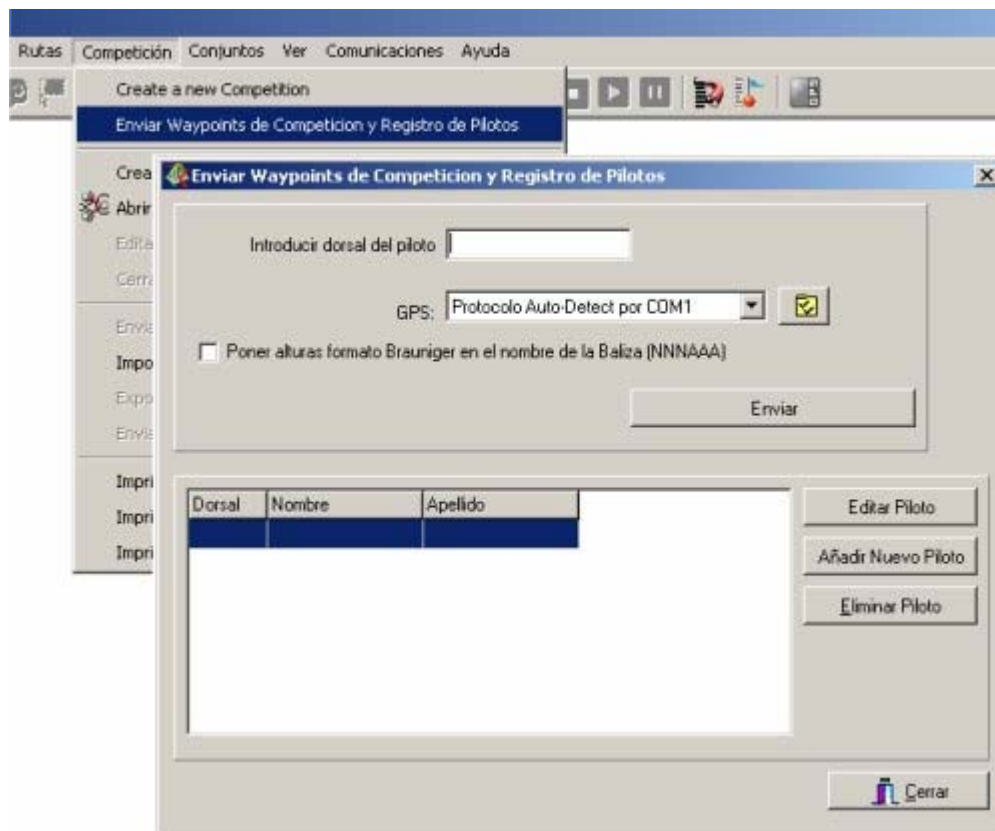 Rutas Competición Conjuntos Ver Comunicaciones Ayuda
Create a new Competition
Enviar Waypoints de Competicion y Registro de Pilotos
Crea
Enviar Waypoints de Competicion y Registro de Pilotos
Abrir
Introducir dorsal del piloto
Edita
Cerra
GPS: Protocolo Auto-Detect por COM1
Envia
Poner alturas formato Brauniger en el nombre de la Baliza (NNNAAA)
Impo
Expo
Enviar
Envia
Impri
Dorsal Nombre Apellido
Editar Piloto
Impri
Añadir Nuevo Piloto
Impri
Eliminar Piloto
Cerrar